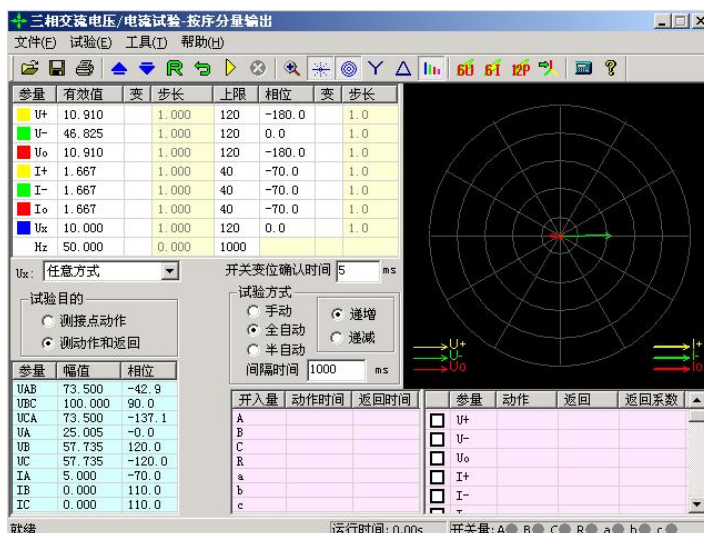 三相交流电压/电流试验-按序分量输出
文件(F) 试验(E) 工具(T) 帮助(H)
R 6U 6I 12P ?
参量 有效值 变 步长 上限 相位 变 步长
U+ 10.910 1.000 120 -180.0 1.0
U- 46.825 1.000 120 0.0 1.0
Uo 10.910 1.000 120 -180.0 1.0
I+ 1.667 1.000 40 -70.0 1.0
I- 1.667 1.000 40 -70.0 1.0
Io 1.667 1.000 40 -70.0 1.0
Ux 10.000 1.000 120 0.0 1.0
Hz 50.000 0.000 1000
Ux: 任意方式
开关变位确认时间 5 ms
试验目的
测接点动作
测动作和返回
试验方式
手动
全自动
半自动
递增
递减
间隔时间 1000 ms
U+
U-
Uo
I+
I-
Io
参量 幅值 相位
UAB 73.500 -42.9
UBC 100.000 90.0
UCA 73.500 -137.1
UA 25.005 -0.0
UB 57.735 120.0
UC 57.735 -120.0
IA 5.000 -70.0
IB 0.000 110.0
IC 0.000 110.0
开入量 动作时间 返回时间
A
B
C
R
a
b
c
参量 动作 返回 返回系数
U+
U-
Uo
I+
I-
就绪
运行时间: 0.00s
开关量: A B C R a b c